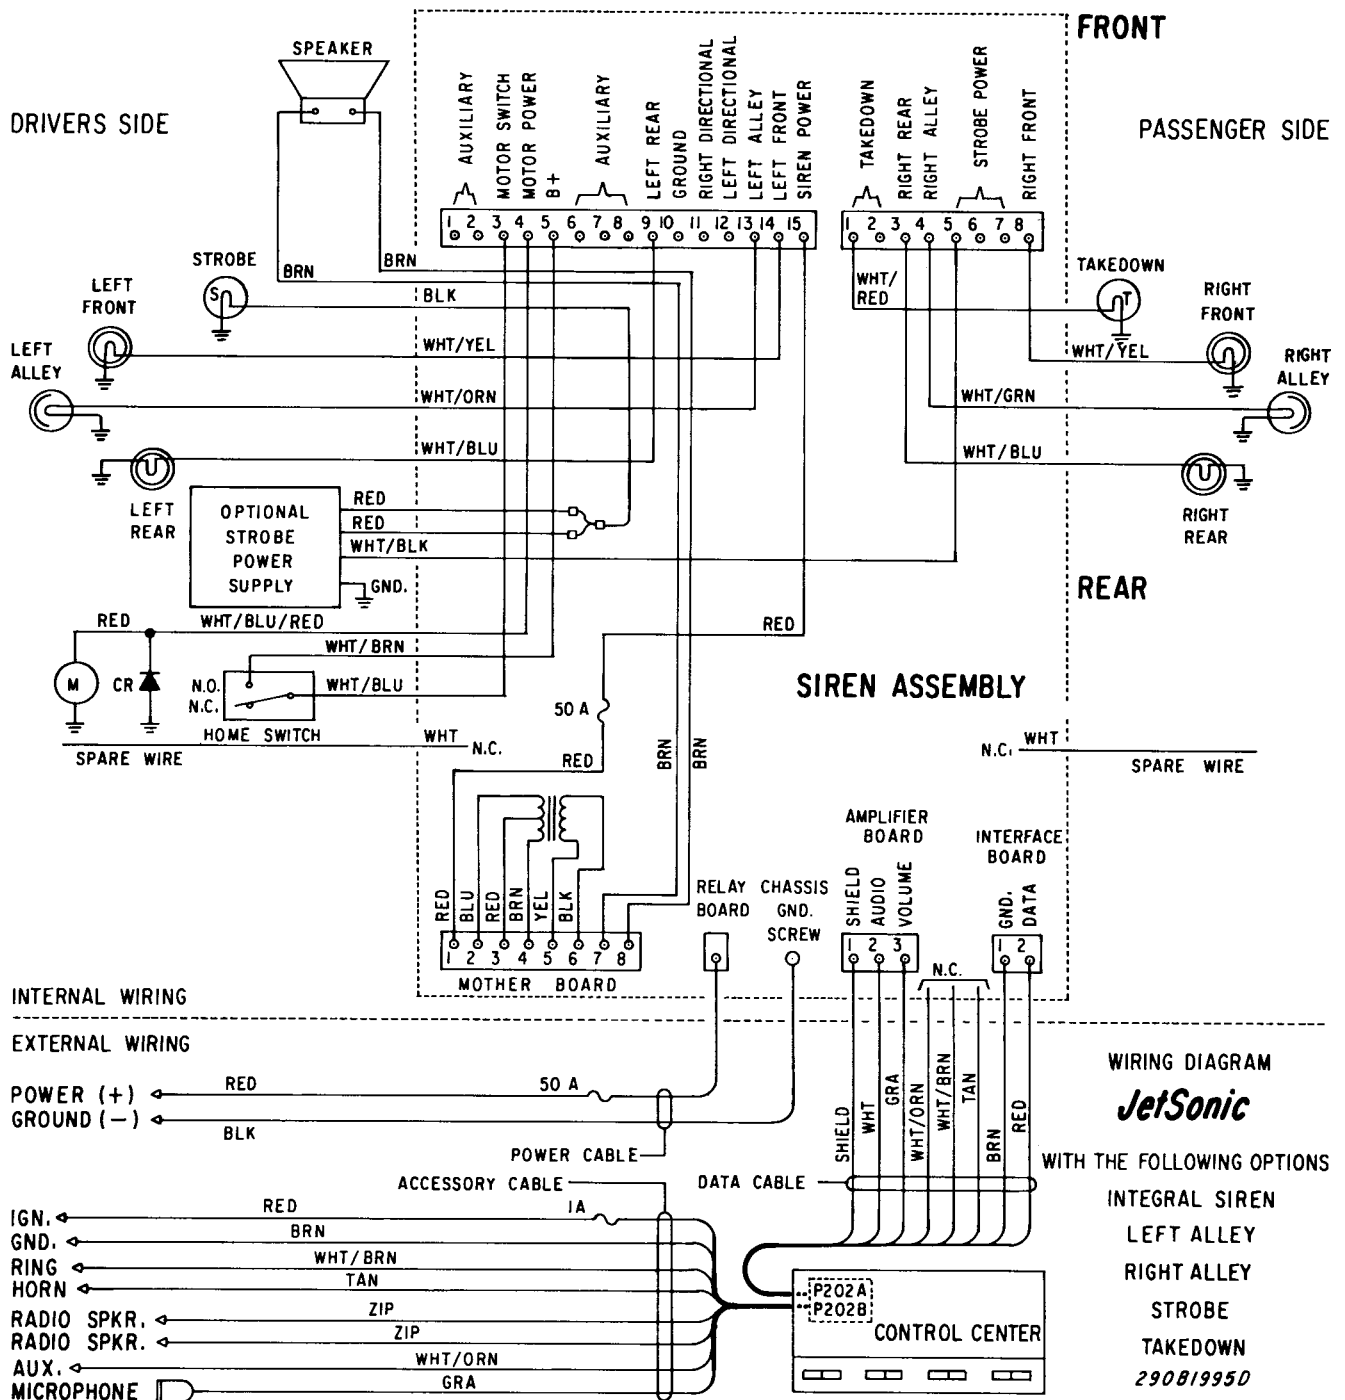 FRONT
SPEAKER
DRIVERS SIDE
PASSENGER SIDE
AUXILIARY
MOTOR SWITCH
MOTOR POWER
B+
AUXILIARY
LEFT REAR
GROUND
RIGHT DIRECTIONAL
LEFT DIRECTIONAL
LEFT ALLEY
LEFT FRONT
SIREN POWER
TAKEDOWN
RIGHT REAR
RIGHT ALLEY
STROBE POWER
RIGHT FRONT
1 2 3 4 5 6 7 8 9 10 11 12 13 14 15
1 2 3 4 5 6 7 8
BRN
BRN
STROBE
S
BLK
LEFT
FRONT
WHT/YEL
LEFT
ALLEY
WHT/ORN
WHT/BLU
LEFT
REAR
WHT/
RED
TAKEDOWN
T
RIGHT
FRONT
WHT/YEL
RIGHT
ALLEY
WHT/GRN
WHT/BLU
RIGHT
REAR
OPTIONAL
STROBE
POWER
SUPPLY
RED
RED
WHT/BLK
GND.
REAR
RED
WHT/BLU/RED
RED
WHT/BRN
M
CR
N.O.
N.C.
WHT/BLU
HOME SWITCH
SIREN ASSEMBLY
50 A
WHT
N.C.
SPARE WIRE
RED
BRN
BRN
N.C.
WHT
SPARE WIRE
AMPLIFIER
BOARD
INTERFACE
BOARD
RED
BLU
RED
BRN
YEL
BLK
RELAY
BOARD
CHASSIS
GND.
SCREW
SHIELD
AUDIO
VOLUME
GND.
DATA
1 2 3 4 5 6 7 8
MOTHER BOARD
1 2 3
N.C.
1 2
INTERNAL WIRING
EXTERNAL WIRING
POWER (+)
RED
50 A
GROUND (−)
BLK
POWER CABLE
SHIELD
WHT
GRA
WHT/ORN
WHT/BRN
TAN
BRN
RED
WIRING DIAGRAM
JetSonic
WITH THE FOLLOWING OPTIONS
INTEGRAL SIREN
LEFT ALLEY
RIGHT ALLEY
STROBE
TAKEDOWN
29081995D
ACCESSORY CABLE
DATA CABLE
IGN.
RED
1A
GND.
BRN
RING
WHT/BRN
HORN
TAN
RADIO SPKR.
ZIP
RADIO SPKR.
ZIP
AUX.
WHT/ORN
MICROPHONE
GRA
P202A
P202B
CONTROL CENTER